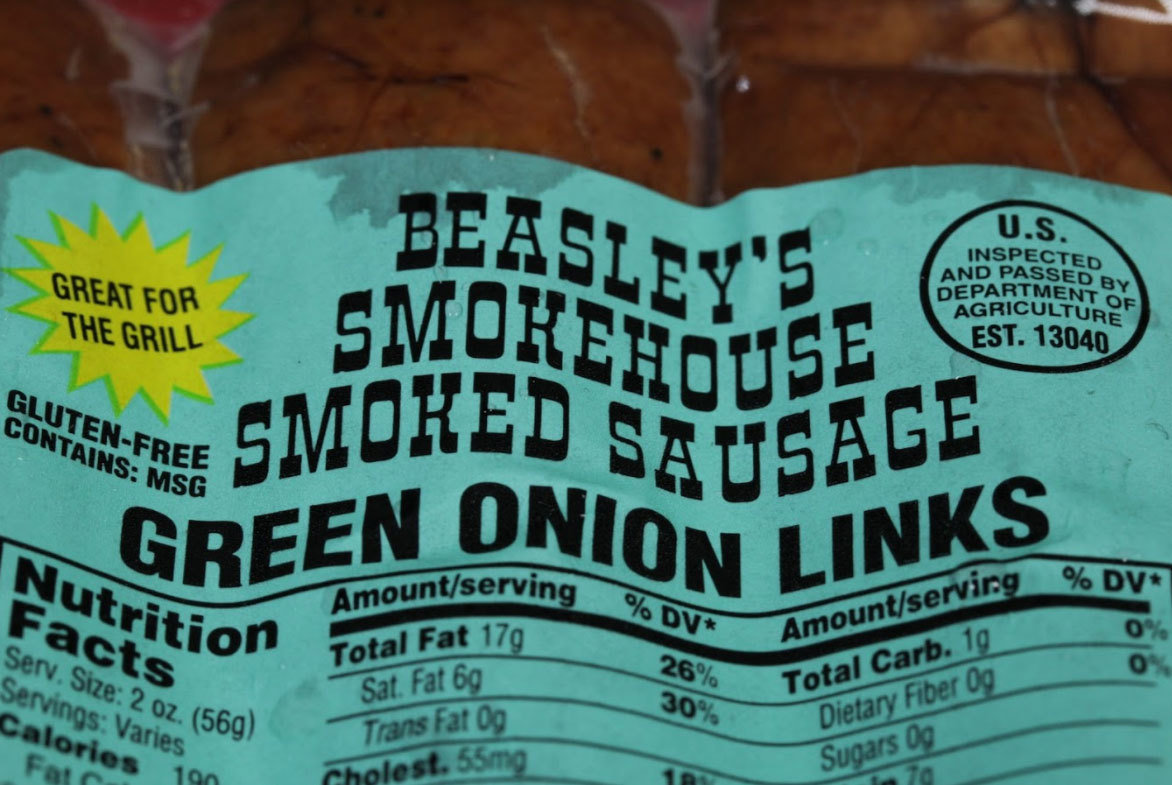 BEASLEY'S
SMOKEHOUSE
SMOKED SAUSAGE
GREEN ONION LINKS
GREAT FOR
THE GRILL
GLUTEN-FREE
CONTAINS: MSG
U.S.
INSPECTED
AND PASSED BY
DEPARTMENT OF
AGRICULTURE
EST. 13040
Nutrition
Facts
Serv. Size: 2 oz. (56g)
Servings: Varies
Calories 190
Amount/serving % DV*
Total Fat 17g 26%
Sat. Fat 6g 30%
Trans Fat 0g
Cholest. 55mg 18%
Amount/serving % DV*
Total Carb. 1g 0%
Dietary Fiber 0g 0%
Sugars 0g
7g